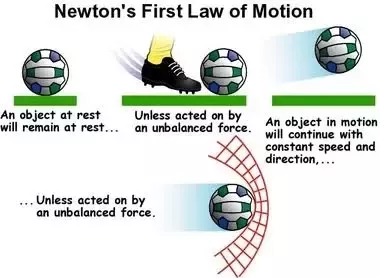 Newton's First Law of Motion
An object at rest
will remain at rest...
Unless acted on by
an unbalanced force.
An object in motion
will continue with
constant speed and
direction,...
... Unless acted on by
an unbalanced force.